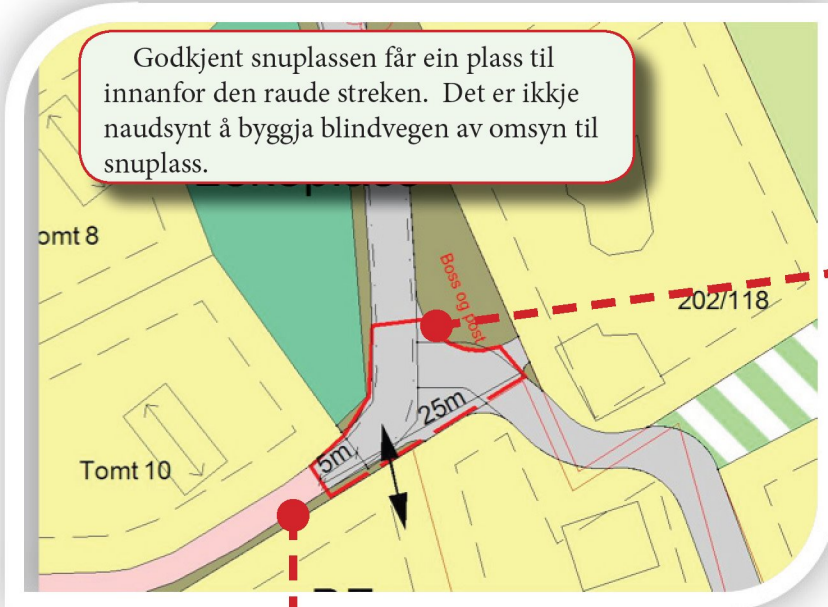 Godkjent snuplassen får ein plass til
innanfor den raude streken. Det er ikkje
naudsynt å byggja blindvegen av omsyn til
snuplass.
omt 8
Boss og post
202/118
25m
5m
Tomt 10